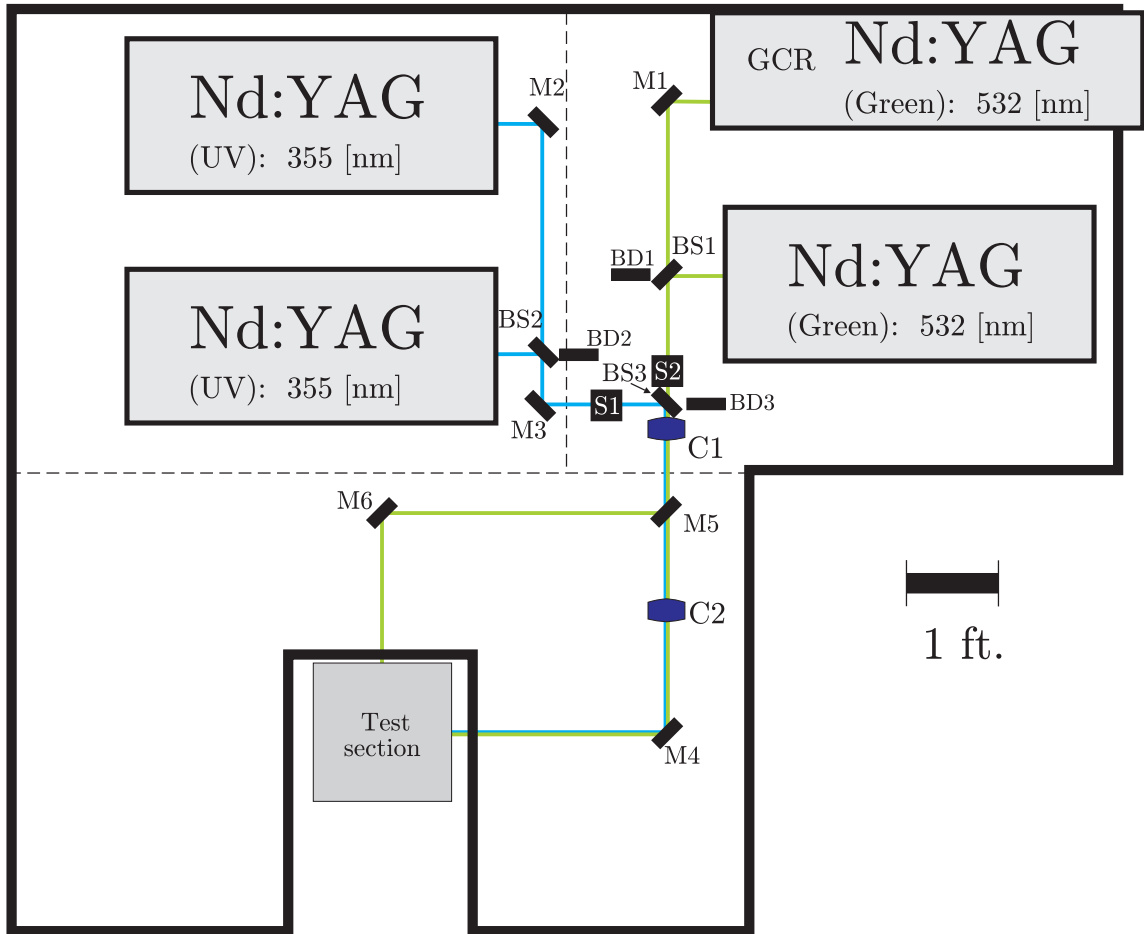 GCR Nd:YAG
(Green): 532 [nm]
M1
M2
Nd:YAG
(UV): 355 [nm]
BS1
BD1
Nd:YAG
(Green): 532 [nm]
Nd:YAG
(UV): 355 [nm]
BS2
BD2
BS3
S2
S1
BD3
M3
C1
M6
M5
C2
1 ft.
Test
section
M4